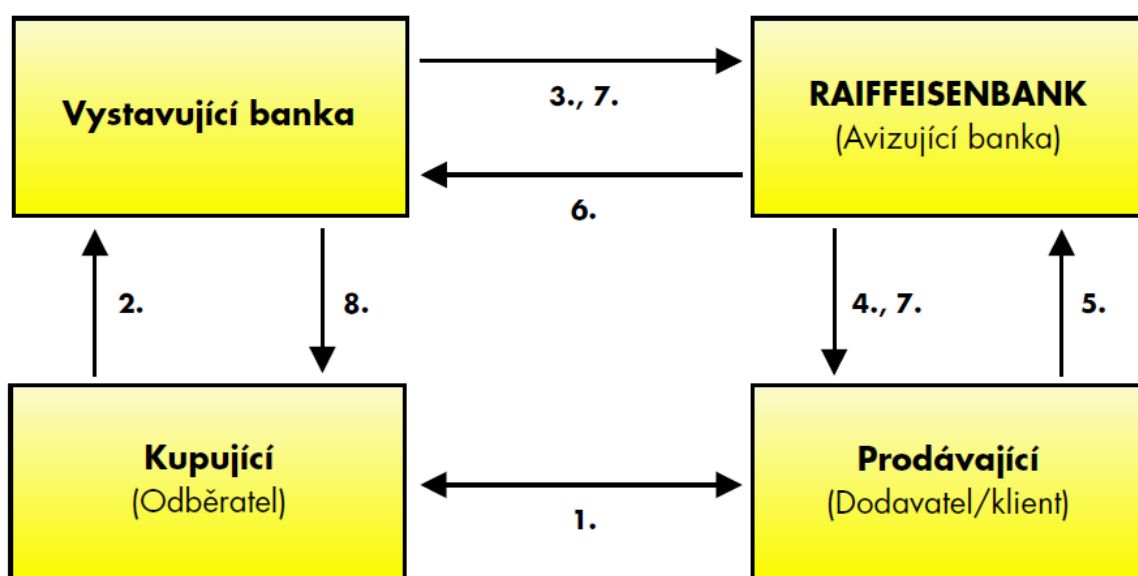 Vystavující banka
3., 7.
RAIFFEISENBANK
(Avizující banka)
6.
2.
8.
4., 7.
5.
Kupující
(Odběratel)
1.
Prodávající
(Dodavatel/klient)